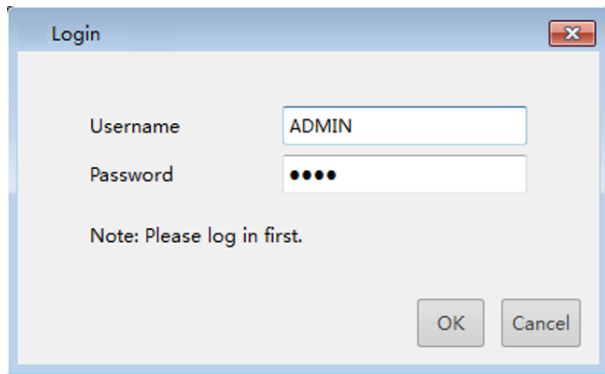 Login
Username ADMIN
Password ●●●●
Note: Please log in first.
OK Cancel